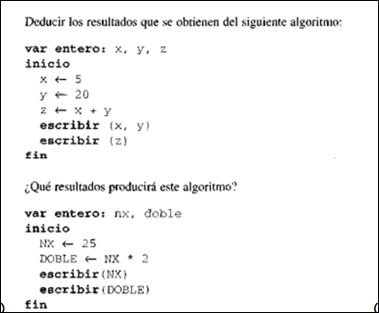 Deducir los resultados que se obtienen del siguiente algoritmo:
var entero: x, y, z
inicio
x ← 5
y ← 20
z ← x + y
escribir (x, y)
escribir (z)
fin
¿Qué resultados producirá este algoritmo?
var entero: nx, doble
inicio
NX ← 25
DOBLE ← NX * 2
escribir(NX)
escribir(DOBLE)
fin